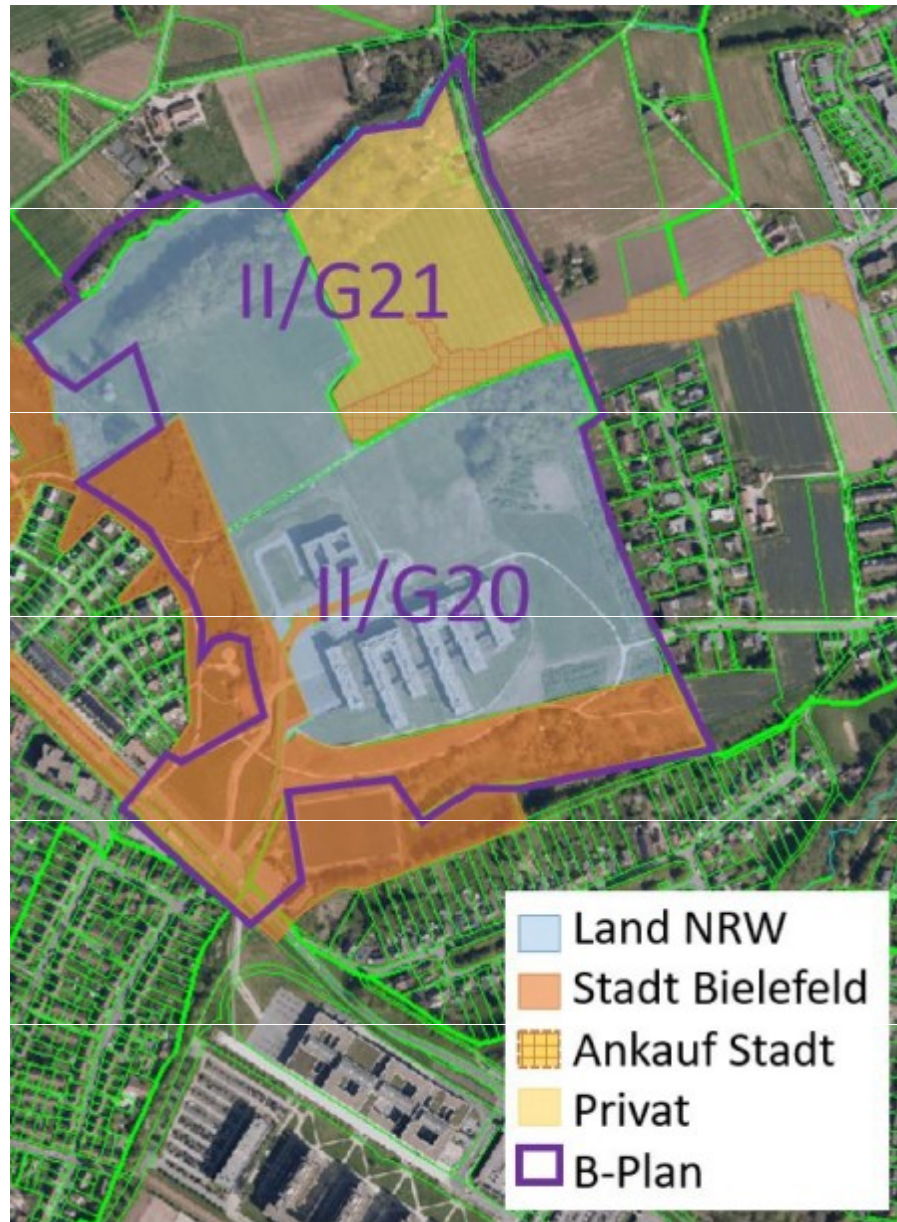 II/G21
II/G20
Land NRW
Stadt Bielefeld
Ankauf Stadt
Privat
B-Plan